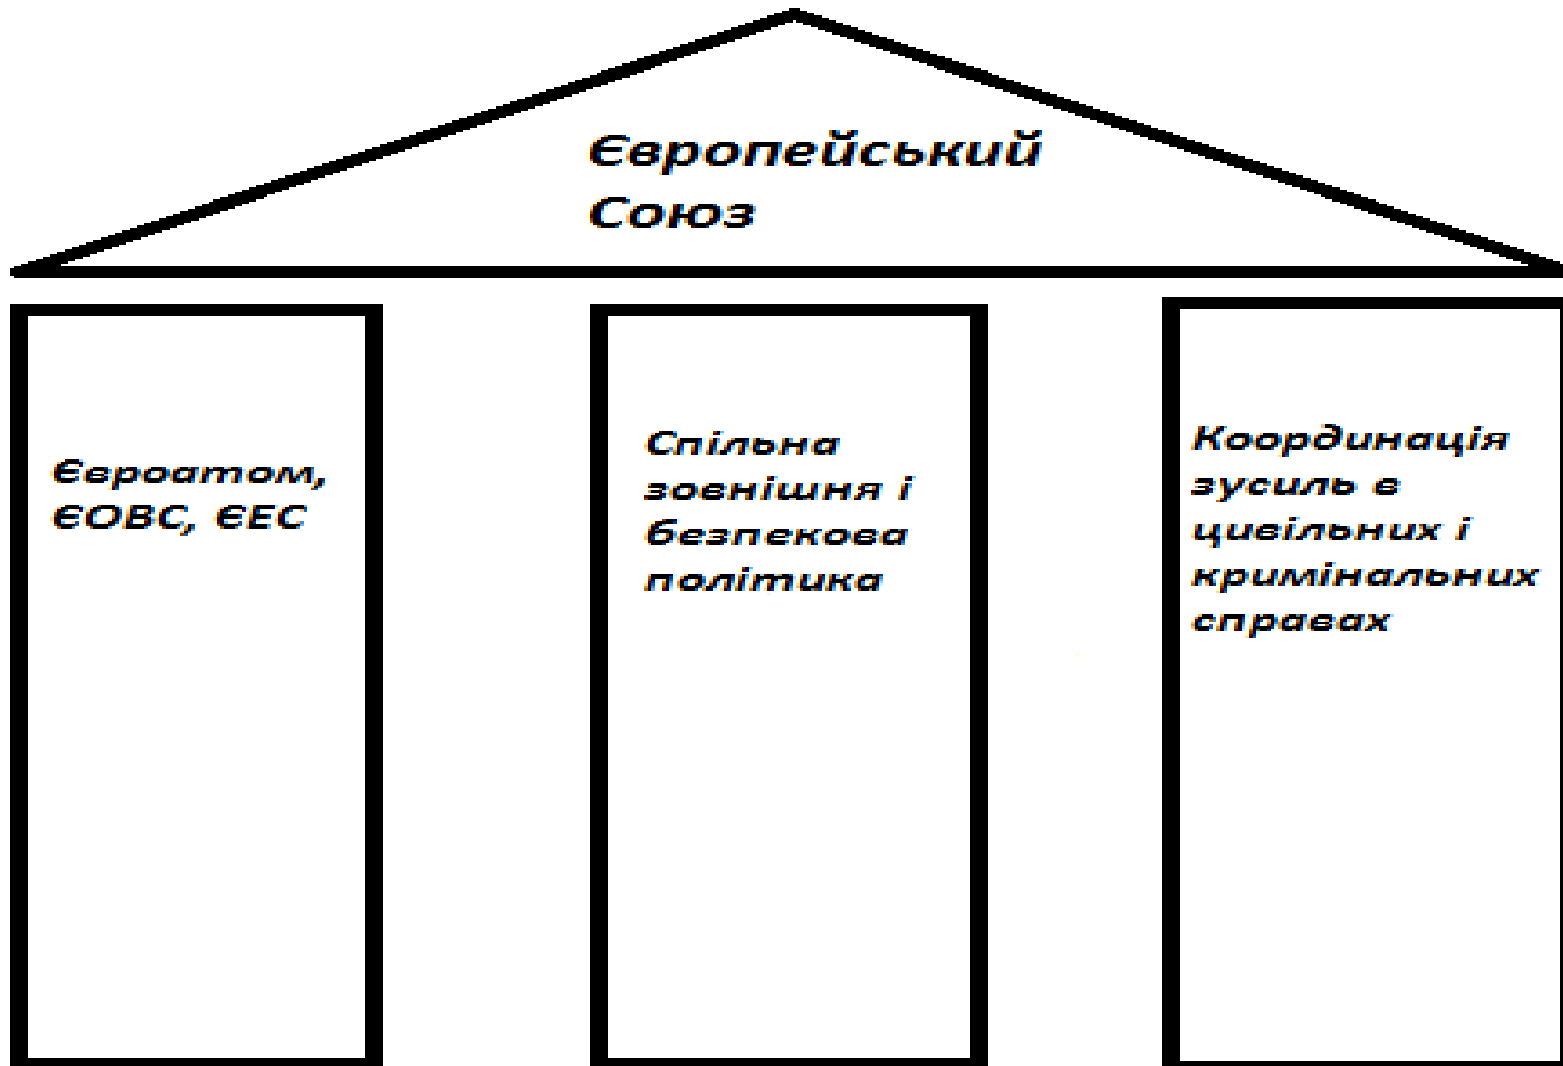 Європейський
Союз
Євроатом,
ЄОВС, ЄЕС
Спільна
зовнішня і
безпекова
політика
Координація
зусиль в
цивільних і
кримінальних
справах